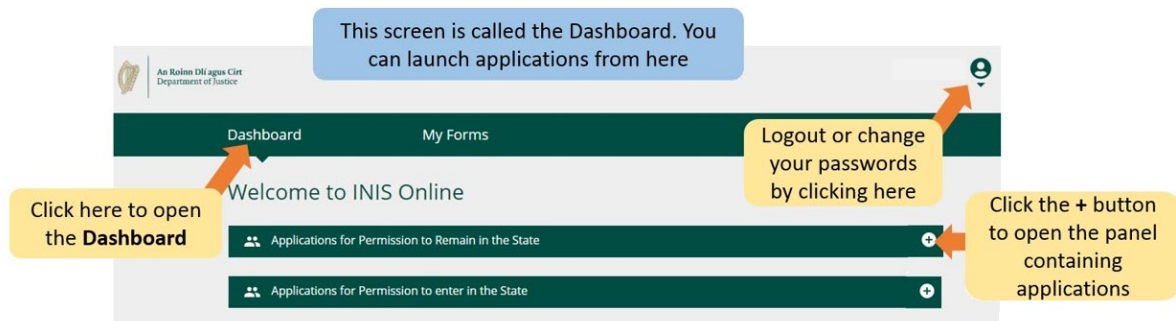 This screen is called the Dashboard. You
can launch applications from here
An Roinn Dlí agus Cirt
Department of Justice
Dashboard
My Forms
Logout or change
your passwords
by clicking here
Welcome to INIS Online
Click here to open
the Dashboard
Applications for Permission to Remain in the State
Click the + button
to open the panel
containing
applications
Applications for Permission to enter in the State